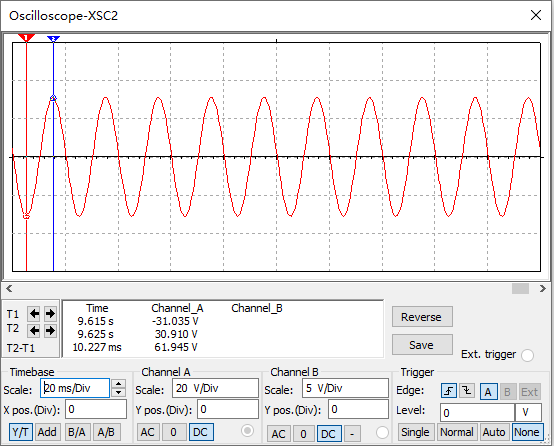 Oscilloscope-XSC2
1 2
T1
T2
T2-T1
Time Channel_A Channel_B
9.615 s -31.035 V
9.625 s 30.910 V
10.227 ms 61.945 V
Reverse
Save
Ext. trigger
Timebase
Scale: 20 ms/Div
X pos.(Div): 0
Y/T Add B/A A/B
Channel A
Scale: 20 V/Div
Y pos.(Div): 0
AC 0 DC
Channel B
Scale: 5 V/Div
Y pos.(Div): 0
AC 0 DC -
Trigger
Edge: A B Ext
Level: 0 V
Single Normal Auto None